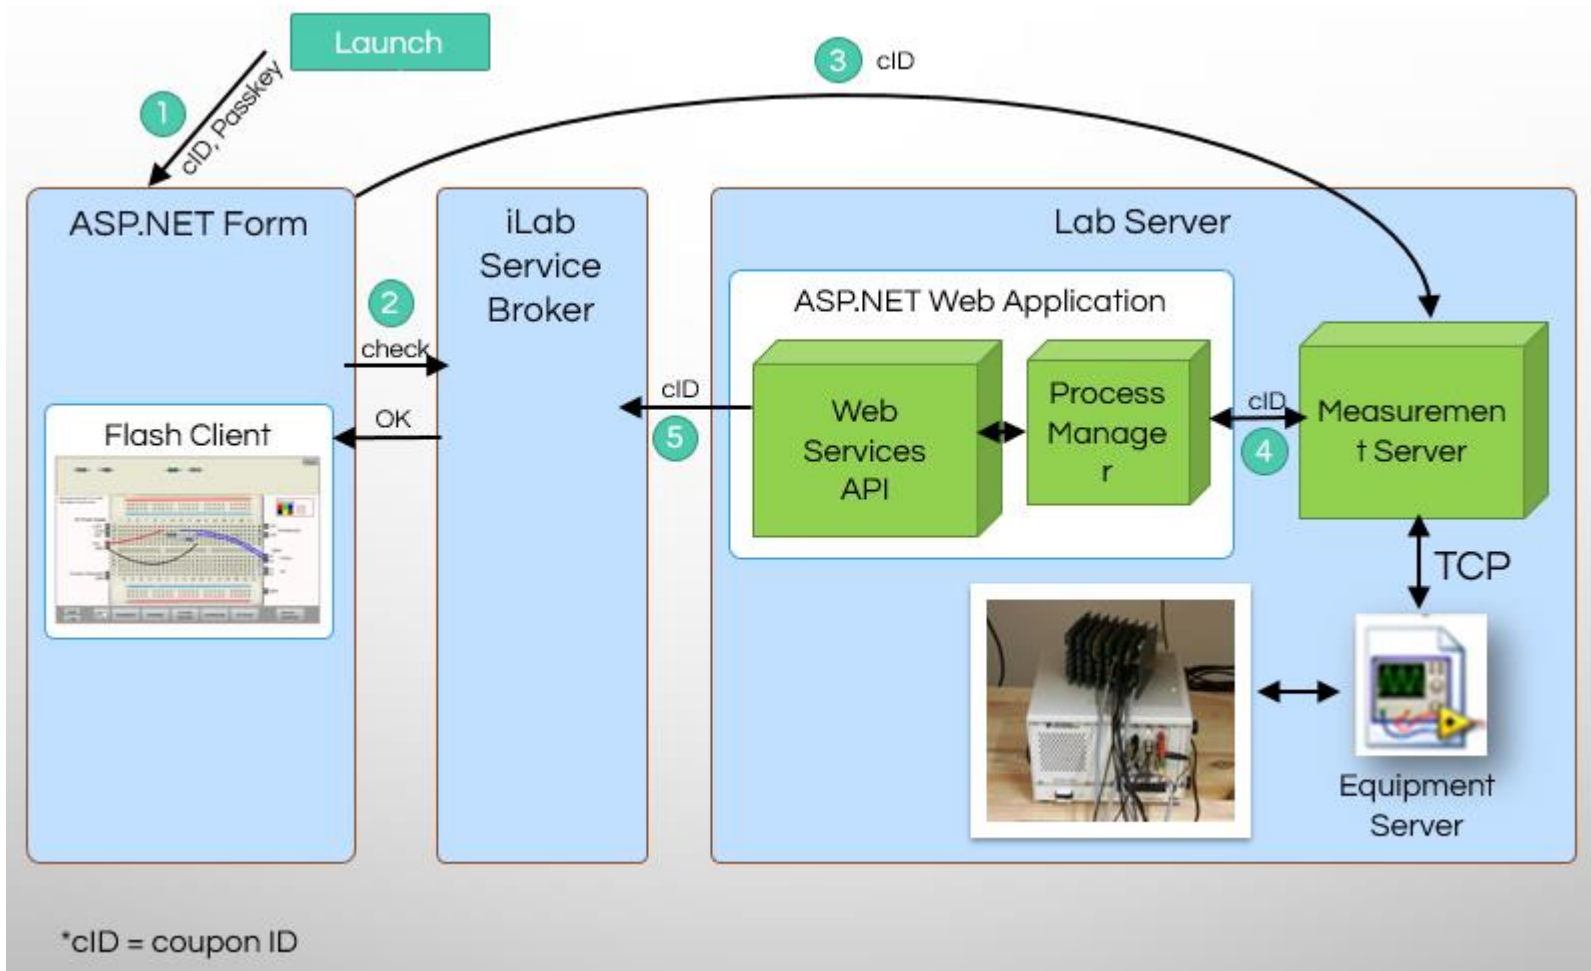 Launch
1
cID, Passkey
3
cID
ASP.NET Form
2
check
OK
Flash Client
iLab
Service
Broker
Lab Server
ASP.NET Web Application
Web
Services
API
Process
Manage
r
cID
5
cID
4
Measuremen
t Server
TCP
Equipment
Server
*cID = coupon ID